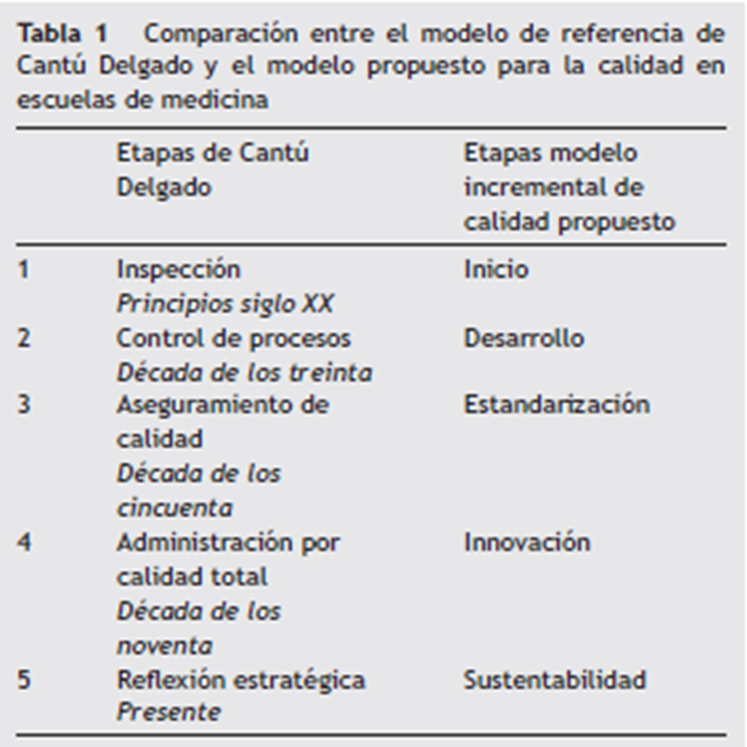 Tabla 1 Comparación entre el modelo de referencia de
Cantú Delgado y el modelo propuesto para la calidad en
escuelas de medicina
Etapas de Cantú Delgado
Etapas modelo incremental de calidad propuesto
1 Inspección Inicio
Principios siglo XX
2 Control de procesos Desarrollo
Década de los treinta
3 Aseguramiento de Estandarización
calidad
Década de los
cincuenta
4 Administración por Innovación
calidad total
Década de los
noventa
5 Reflexión estratégica Sustentabilidad
Presente